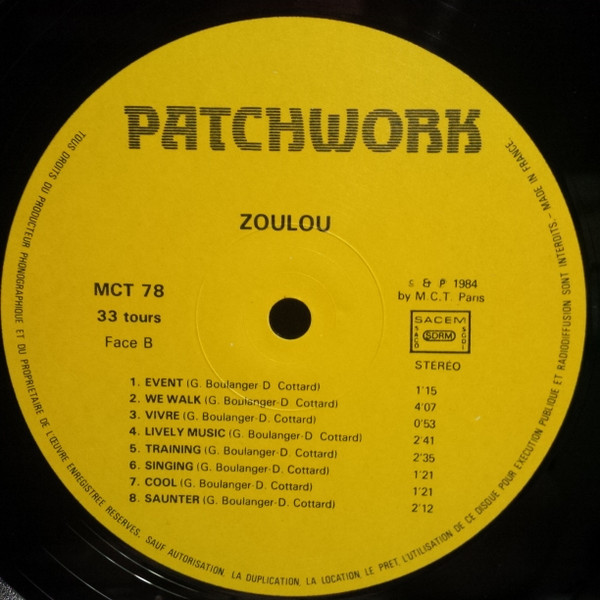 PATCHWORK
ZOULOU
MCT 78
33 tours
Face B
© & ℗ 1984
by M.C.T. Paris
SACEM
SACD SDRM SGDL
STÉRÉO
1. EVENT (G. Boulanger-D. Cottard) 1'15
2. WE WALK (G. Boulanger-D. Cottard) 4'07
3. VIVRE (G. Boulanger-D. Cottard) 0'53
4. LIVELY MUSIC (G. Boulanger-D. Cottard) 2'41
5. TRAINING (G. Boulanger-D. Cottard) 2'35
6. SINGING (G. Boulanger-D. Cottard) 1'21
7. COOL (G. Boulanger-D. Cottard) 1'21
8. SAUNTER (G. Boulanger-D. Cottard) 2'12
TOUS DROITS DU PRODUCTEUR PHONOGRAPHIQUE ET DU PROPRIETAIRE DE L'ŒUVRE ENREGISTREE RESERVES. SAUF AUTORISATION, LA DUPLICATION, LA LOCATION, LE PRET, L'UTILISATION DE CE DISQUE POUR EXECUTION PUBLIQUE ET RADIODIFFUSION SONT INTERDITS. - MADE IN FRANCE.